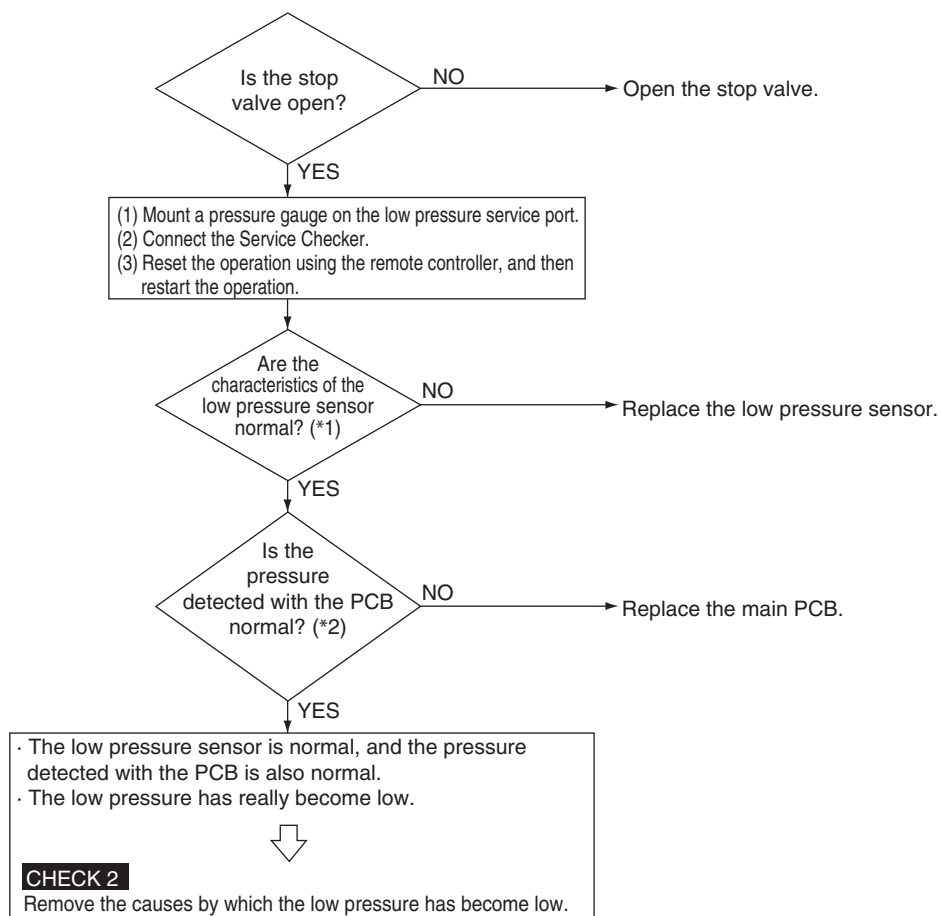 Is the stop
valve open?
NO
Open the stop valve.
YES
(1) Mount a pressure gauge on the low pressure service port.
(2) Connect the Service Checker.
(3) Reset the operation using the remote controller, and then
restart the operation.
Are the
characteristics of the
low pressure sensor
normal? (*1)
NO
Replace the low pressure sensor.
YES
Is the
pressure
detected with the PCB
normal? (*2)
NO
Replace the main PCB.
YES
· The low pressure sensor is normal, and the pressure
detected with the PCB is also normal.
· The low pressure has really become low.
CHECK 2
Remove the causes by which the low pressure has become low.